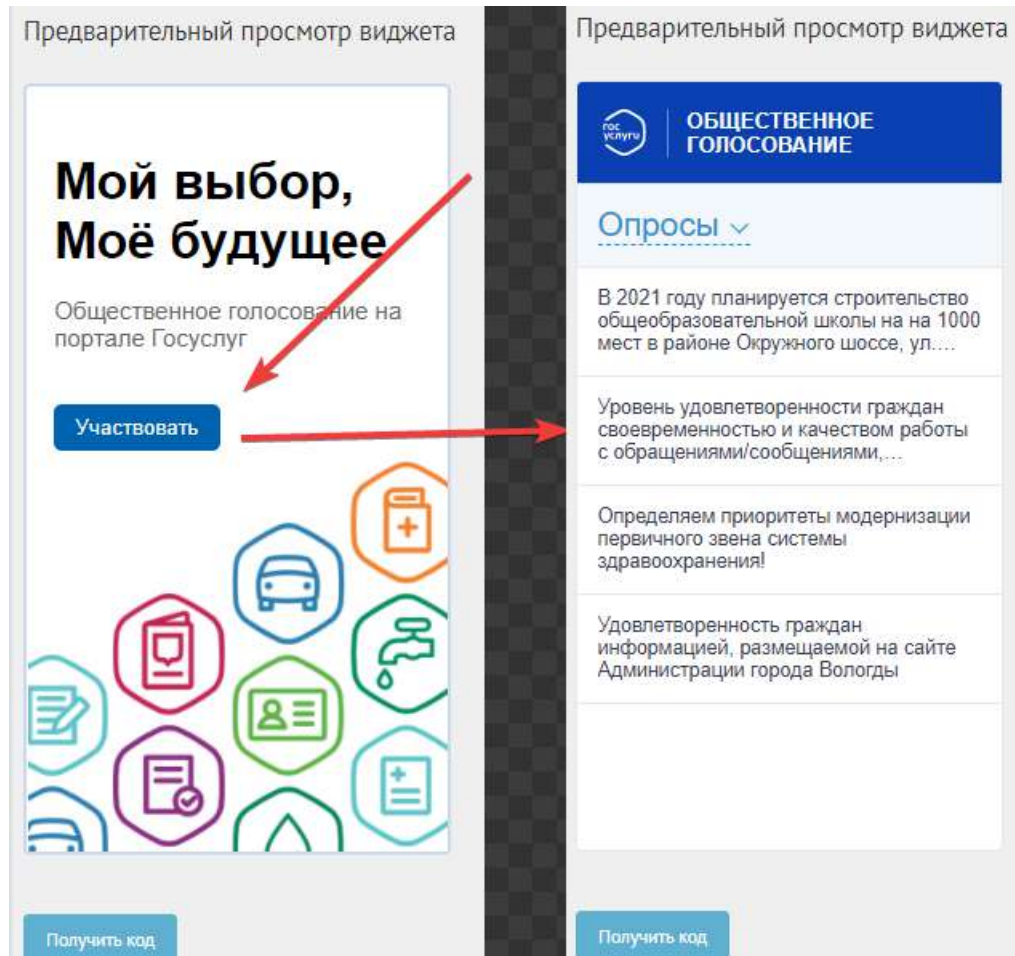 Предварительный просмотр виджета
Мой выбор,
Моё будущее
Общественное голосование на
портале Госуслуг
Участвовать
Получить код
Предварительный просмотр виджета
гос
услуги
ОБЩЕСТВЕННОЕ
ГОЛОСОВАНИЕ
Опросы
В 2021 году планируется строительство
общеобразовательной школы на на 1000
мест в районе Окружного шоссе, ул....
Уровень удовлетворенности граждан
своевременностью и качеством работы
с обращениями/сообщениями,...
Определяем приоритеты модернизации
первичного звена системы
здравоохранения!
Удовлетворенность граждан
информацией, размещаемой на сайте
Администрации города Вологды
Получить код